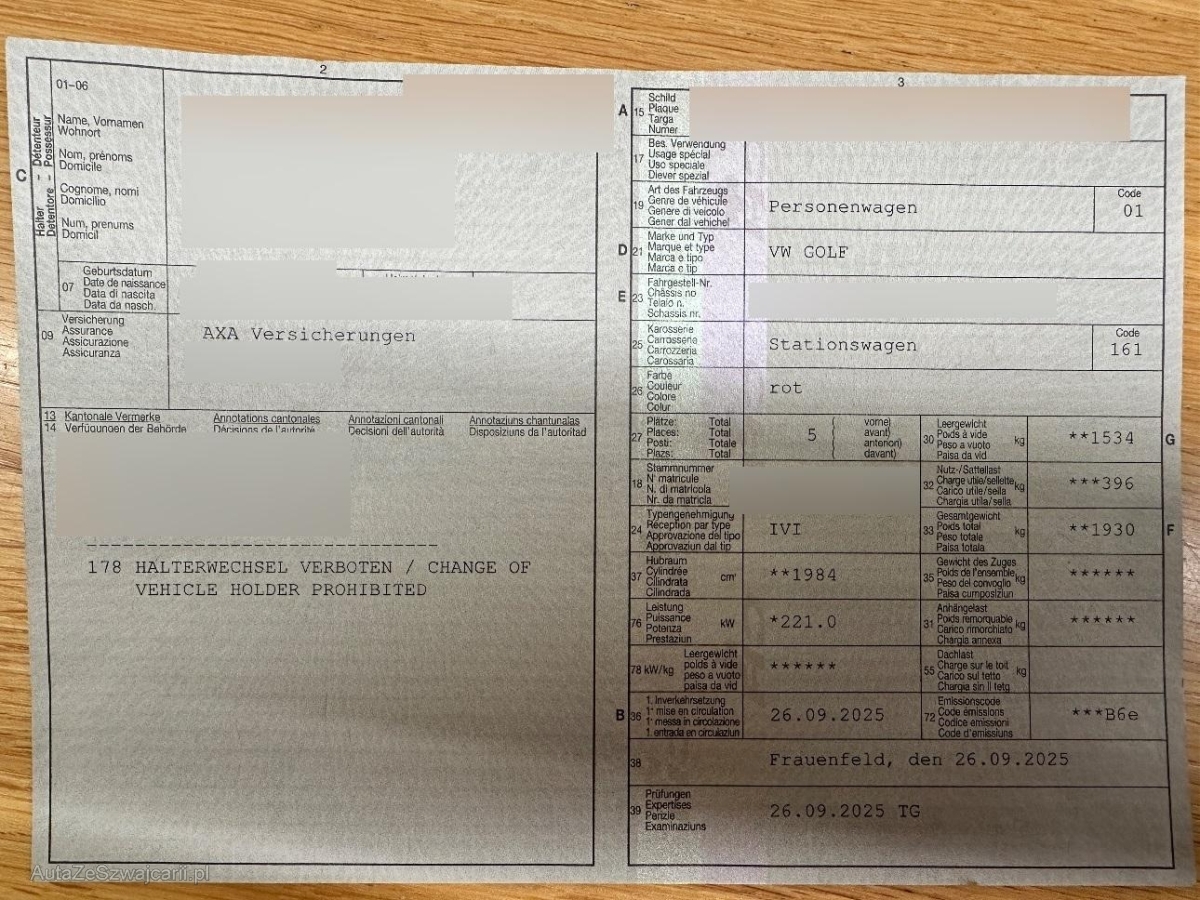 2
01-06
C
Halter - Détenteur
Detentore - Possessur
Name, Vornamen
Wohnort
Nom, prénoms
Domicile
Cognome, nomi
Domicilio
Num, prenums
Domicil
07
Geburtsdatum
Date de naissance
Data di nascita
Data da nasch.
09
Versicherung
Assurance
Assicurazione
Assicuranza
AXA Versicherungen
13 Kantonale Vermerke Annotations cantonales Annotazioni cantonali Annotaziuns chantunalas
14 Verfügungen der Behörde Décisions de l'autorité Decisioni dell'autorità Disposiziuns da l'autoritad
178 HALTERWECHSEL VERBOTEN / CHANGE OF
VEHICLE HOLDER PROHIBITED
3
A 15
Schild
Plaque
Targa
Numer
17
Bes. Verwendung
Usage spécial
Uso speciale
Diever spezial
19
Art des Fahrzeugs
Genre de véhicule
Genere di veicolo
Gener dal vehichel
Personenwagen
Code
01
D 21
Marke und Typ
Marque et type
Marca e tipo
Marca e tip
VW GOLF
E 23
Fahrgestell-Nr.
Châssis no
Telaio n.
Schassis nr.
25
Karosserie
Carrosserie
Carrozzeria
Carossaria
Stationswagen
Code
161
26
Farbe
Couleur
Colore
Colur
rot
27
Plätze: Total
Places: Total
Posti: Totale
Plazs: Total
5
vorne)
avant)
anteriori)
davant)
30
Leergewicht
Poids à vide
Peso a vuoto
Paisa da vid
kg
**1534
G
18
Stammnummer
N° matricule
N. di matricola
Nr. da matricla
32
Nutz-/Sattellast
Charge utile/sellette
Carico utile/sella
Chargia utila/sella
kg
***396
24
Typengenehmigung
Réception par type
Approvazione del tipo
Approvaziun dal tip
IVI
33
Gesamtgewicht
Poids total
Peso totale
Paisa totala
kg
**1930
F
37
Hubraum
Cylindrée
Cilindrata
Cilindrada
cm³
**1984
35
Gewicht des Zuges
Poids de l'ensemble
Peso del convoglio
Paisa cumposiziun
kg
******
76
Leistung
Puissance
Potenza
Prestaziun
kW
*221.0
31
Anhängelast
Poids remorquable
Carico rimorchiato
Chargia annexa
kg
******
78 kW/kg
Leergewicht
poids à vide
peso a vuoto
paisa da vid
******
55
Dachlast
Charge sur le toit
Carico sul tetto
Chargia sin il tetg
kg
B 36
1. Inverkehrsetzung
1re mise en circulation
1a messa in circolazione
1. entrada en circulaziun
26.09.2025
72
Emissionscode
Code émissions
Codice emissioni
Code d'emissiuns
***B6e
38
Frauenfeld, den 26.09.2025
39
Prüfungen
Expertises
Perizie
Examinaziuns
26.09.2025 TG
AutaZeSzwajcarii.pl